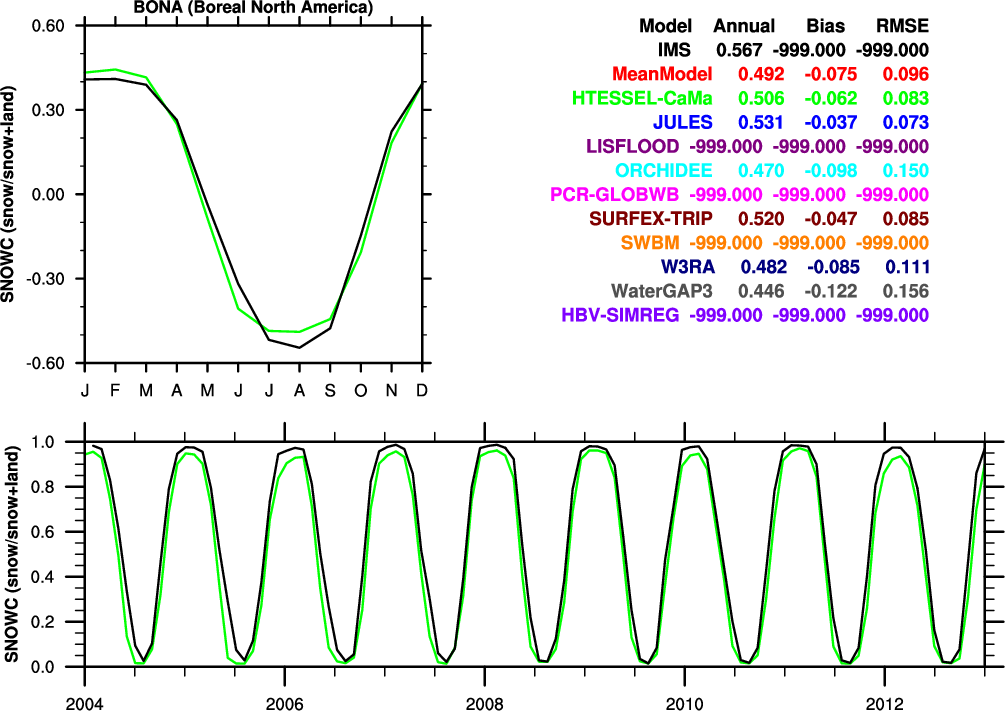 BONA (Boreal North America)
SNOWC (snow/snow+land)
0.60
0.30
0.00
-0.30
-0.60
J F M A M J J A S O N D
Model Annual Bias RMSE
IMS 0.567 -999.000 -999.000
MeanModel 0.492 -0.075 0.096
HTESSEL-CaMa 0.506 -0.062 0.083
JULES 0.531 -0.037 0.073
LISFLOOD -999.000 -999.000 -999.000
ORCHIDEE 0.470 -0.098 0.150
PCR-GLOBWB -999.000 -999.000 -999.000
SURFEX-TRIP 0.520 -0.047 0.085
SWBM -999.000 -999.000 -999.000
W3RA 0.482 -0.085 0.111
WaterGAP3 0.446 -0.122 0.156
HBV-SIMREG -999.000 -999.000 -999.000
SNOWC (snow/snow+land)
1.0
0.8
0.6
0.4
0.2
0.0
2004 2006 2008 2010 2012